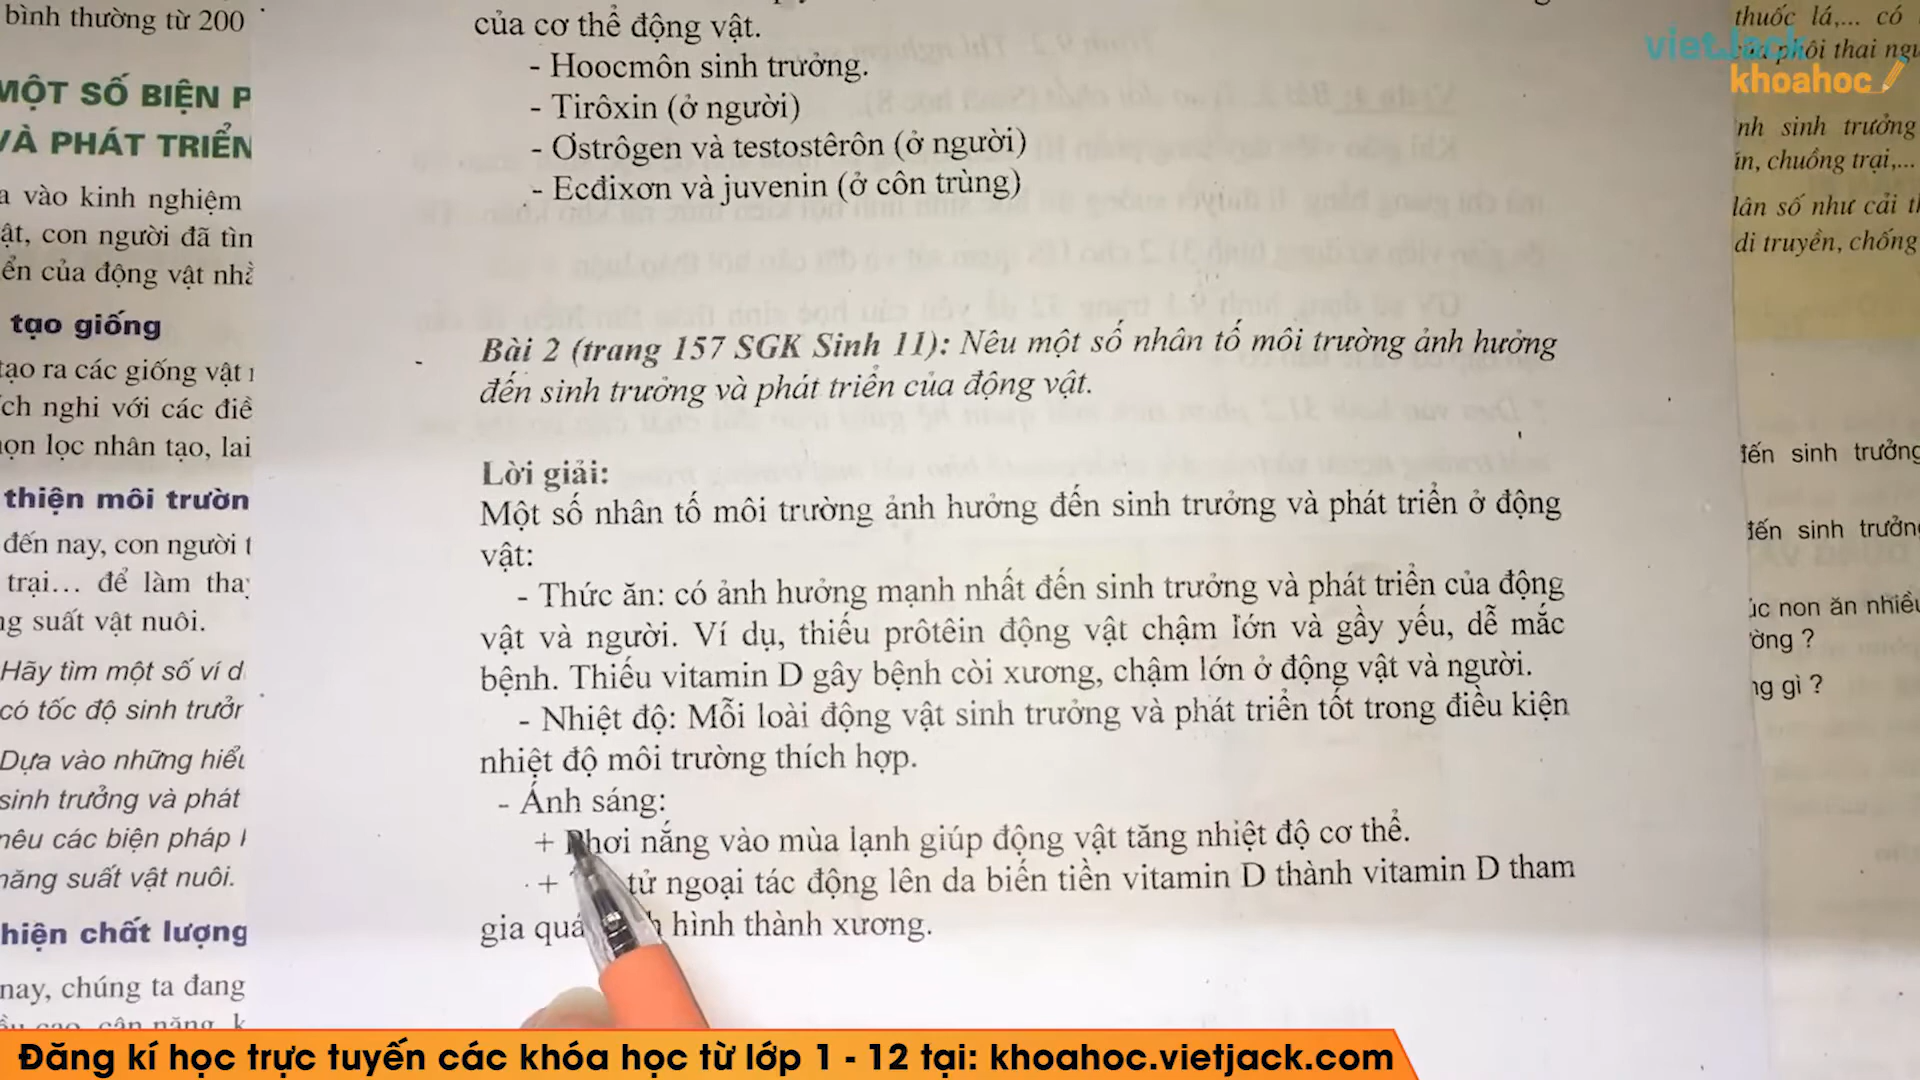 bình thường từ 200
MỘT SỐ BIỆN P
VÀ PHÁT TRIỂN
vào kinh nghiệm
con người đã tìn
của động vật nhằ
tạo giống
tạo ra các giống vật
nghi với các điề
lọc nhân tạo, lai
thiện môi trườn
đến nay, con người t
trại… để làm tha
suất vật nuôi.
Hãy tìm một số ví d
có tốc độ sinh trưởn
Dựa vào những hiểu
sinh trưởng và phát
nêu các biện pháp
năng suất vật nuôi.
hiện chất lượng
nay, chúng ta đang
của cơ thể động vật.
- Hoocmôn sinh trưởng.
- Tirôxin (ở người)
- Ơstrôgen và testostêrôn (ở người)
- Ecđixơn và juvenin (ở côn trùng)
Bài 2 (trang 157 SGK Sinh 11): Nêu một số nhân tố môi trường ảnh hưởng
đến sinh trưởng và phát triển của động vật.
Lời giải:
Một số nhân tố môi trường ảnh hưởng đến sinh trưởng và phát triển ở động
vật:
- Thức ăn: có ảnh hưởng mạnh nhất đến sinh trưởng và phát triển của động
vật và người. Ví dụ, thiếu prôtêin động vật chậm lớn và gầy yếu, dễ mắc
bệnh. Thiếu vitamin D gây bệnh còi xương, chậm lớn ở động vật và người.
- Nhiệt độ: Mỗi loài động vật sinh trưởng và phát triển tốt trong điều kiện
nhiệt độ môi trường thích hợp.
- Ánh sáng:
+ Phơi nắng vào mùa lạnh giúp động vật tăng nhiệt độ cơ thể.
+ tử ngoại tác động lên da biến tiền vitamin D thành vitamin D tham
gia quá hình thành xương.
thuốc lá,... có
phôi thai ngu
sinh trưởng
ăn, chuồng trại,...
dân số như cải
di truyền, chống
đến sinh trưởng
đến sinh trưởng
non ăn nhiều
gì ?
vietJack
khoahoc
Đăng kí học trực tuyến các khóa học từ lớp 1 - 12 tại: khoahoc.vietjack.com